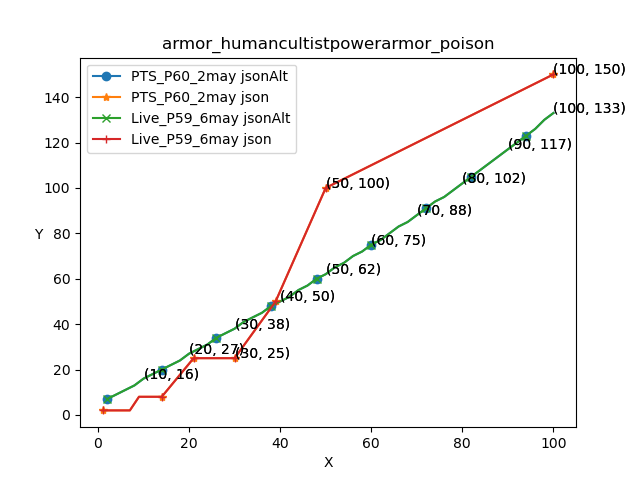 armor_humancultistpowerarmor_poison
PTS_P60_2may jsonAlt
PTS_P60_2may json
Live_P59_6may jsonAlt
Live_P59_6may json
(100, 150)
(100, 133)
(90, 117)
(80, 102)
(50, 100)
(70, 88)
(60, 75)
(50, 62)
(40, 50)
(30, 38)
(20, 27)
(30, 25)
(10, 16)
140
120
100
80
60
40
20
0
Y
0 20 40 60 80 100
X